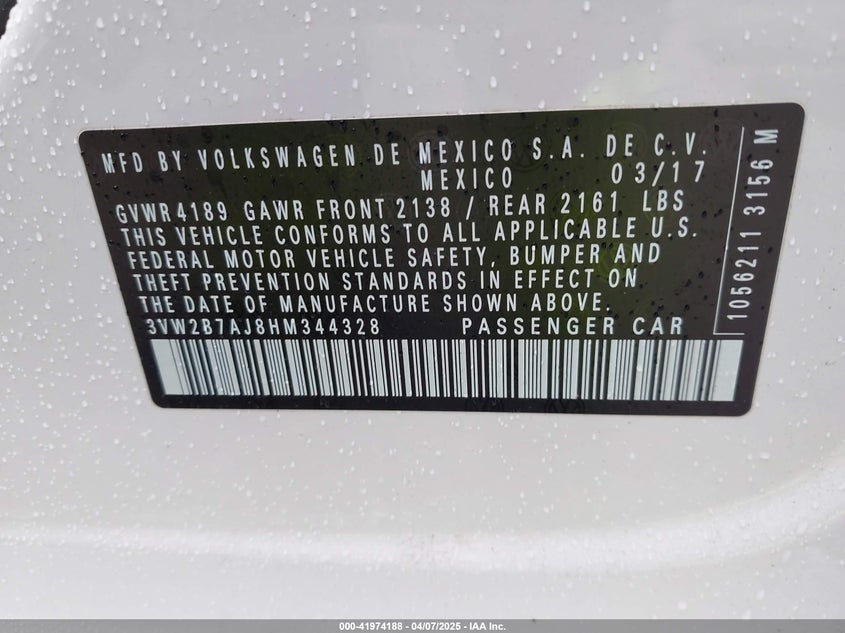 MFD BY VOLKSWAGEN DE MEXICO S.A. DE C.V.
MEXICO 03/17
GVWR 4189 GAWR FRONT 2138 / REAR 2161 LBS
THIS VEHICLE CONFORMS TO ALL APPLICABLE U.S.
FEDERAL MOTOR VEHICLE SAFETY, BUMPER AND
THEFT PREVENTION STANDARDS IN EFFECT ON
THE DATE OF MANUFACTURE SHOWN ABOVE.
3VW2B7AJ8HM344328 PASSENGER CAR
1056211 3156 M
000-41974188 - 04/07/2025 - IAA Inc.